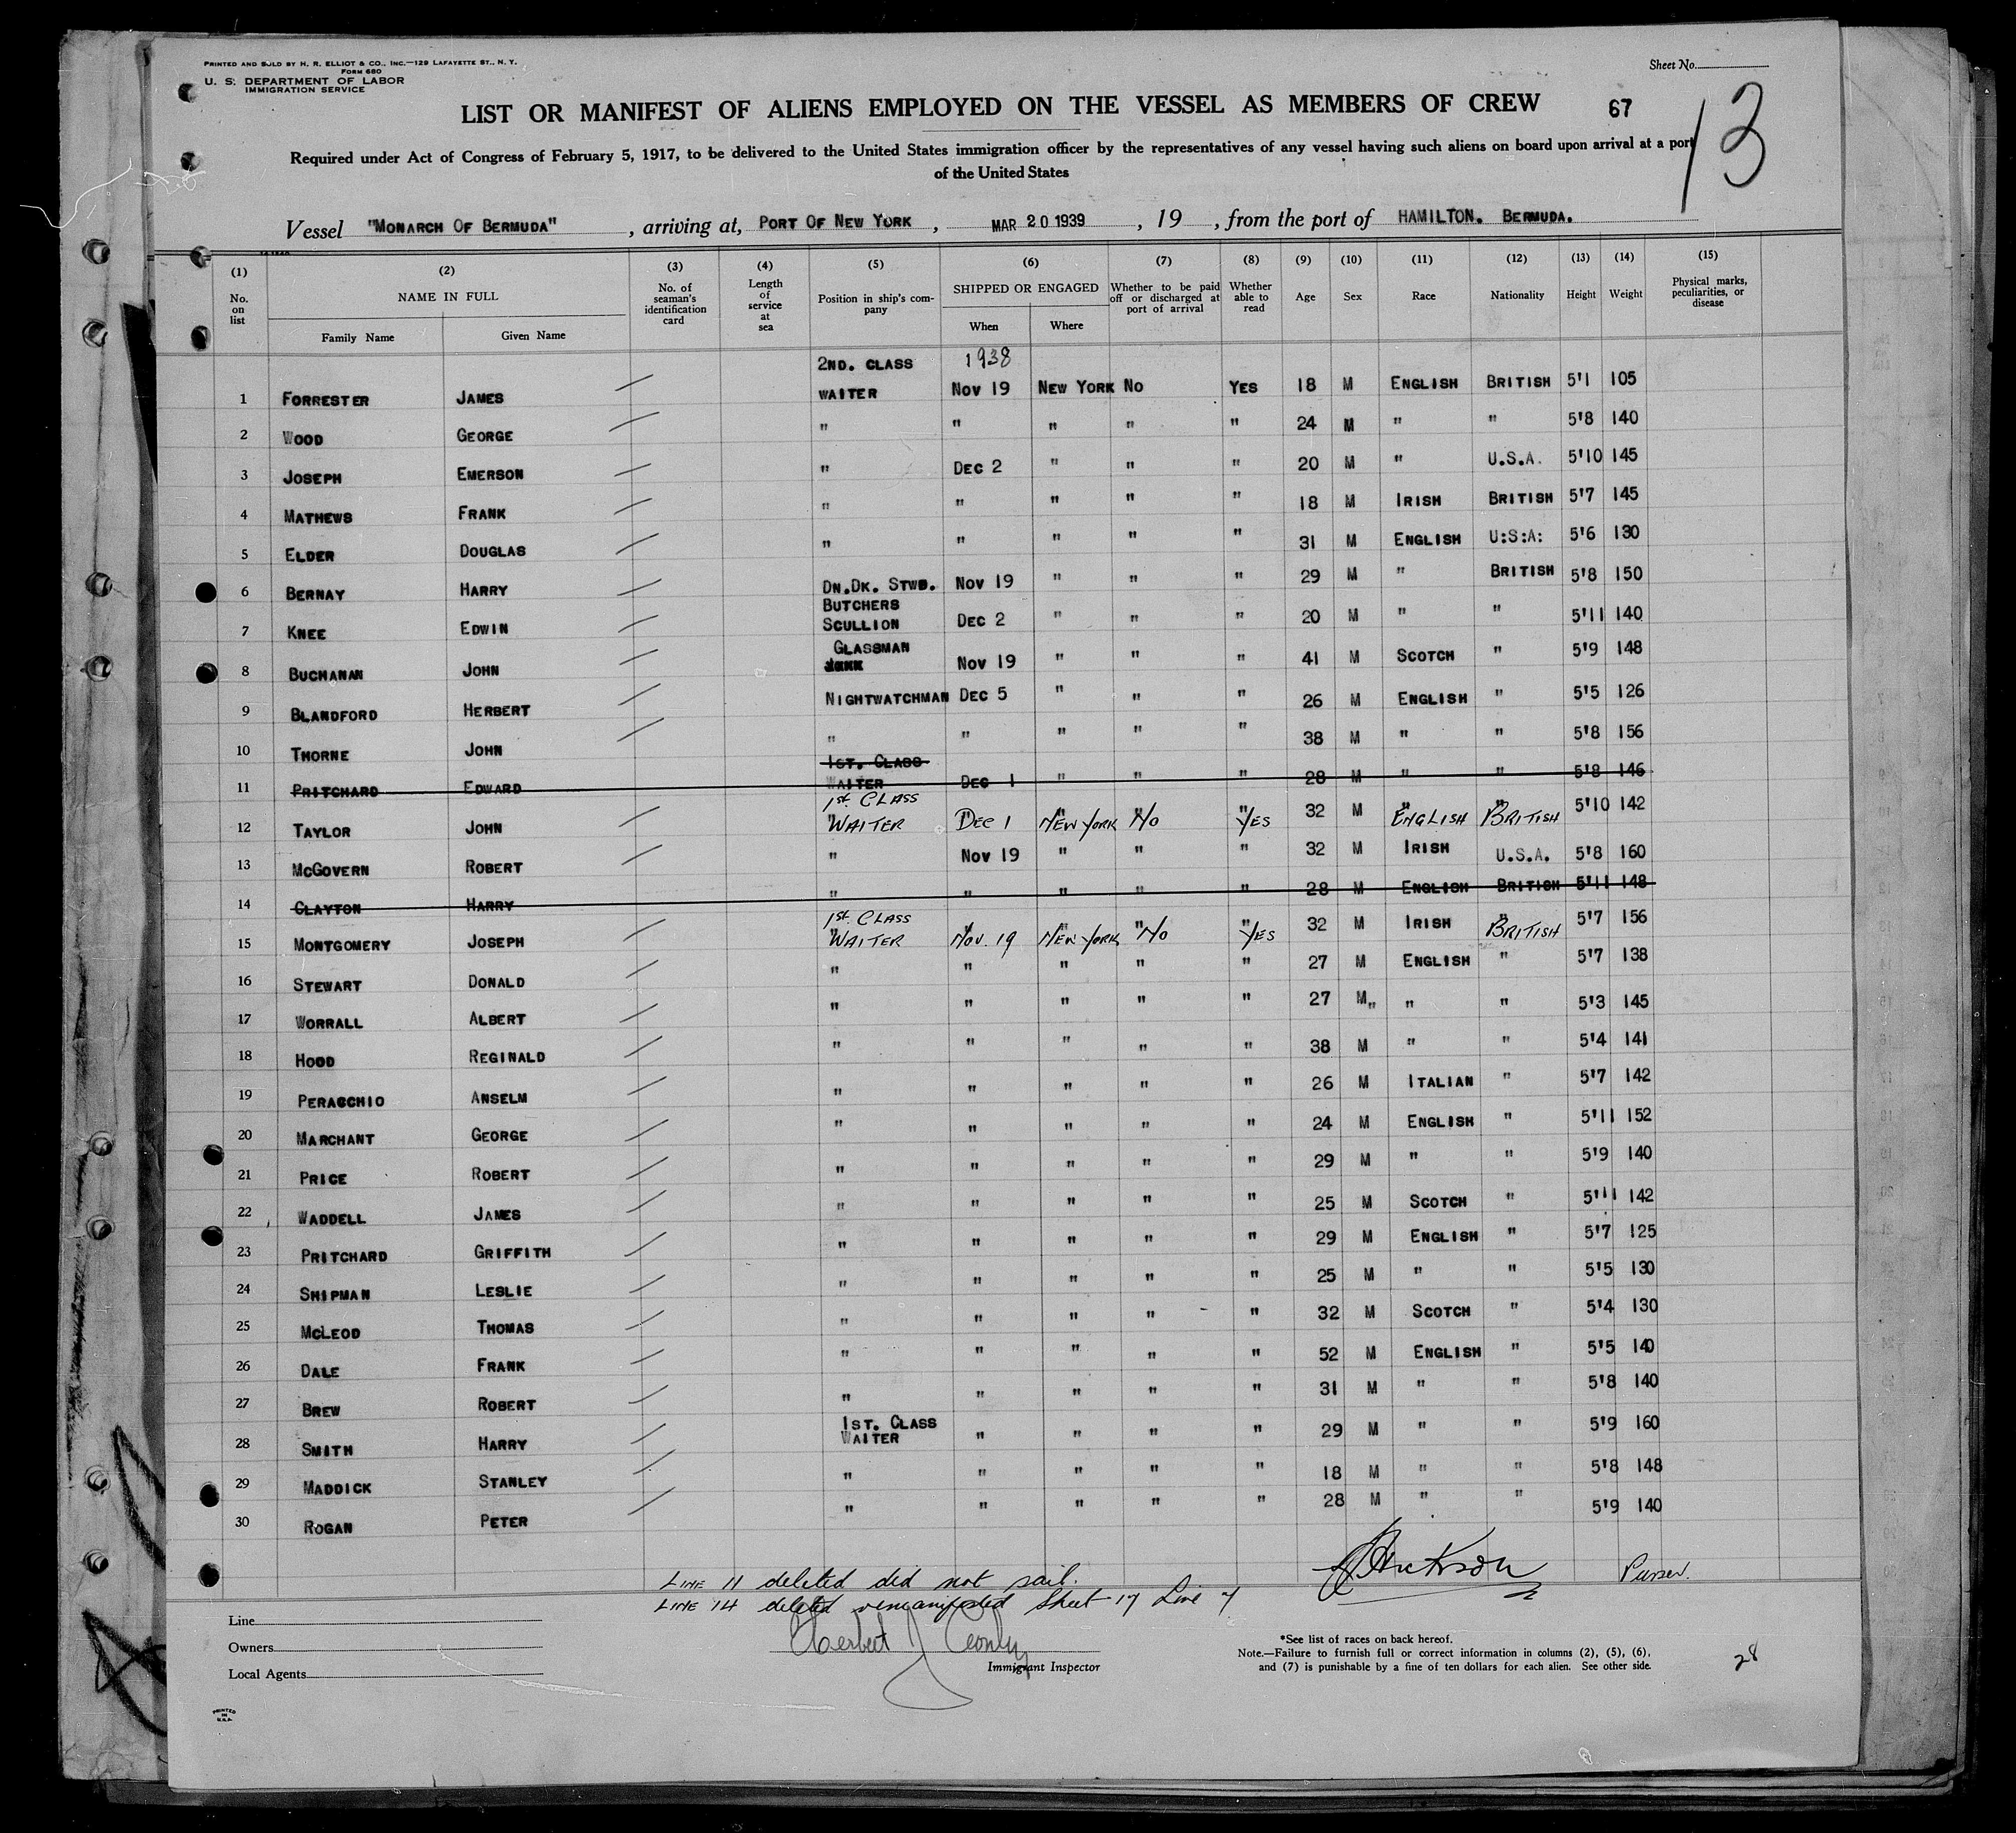 PRINTED AND SOLD BY H. R. ELLIOT & CO., INC.—129 LAFAYETTE ST., N. Y.
FORM 680
U. S. DEPARTMENT OF LABOR
IMMIGRATION SERVICE
Sheet No.
LIST OR MANIFEST OF ALIENS EMPLOYED ON THE VESSEL AS MEMBERS OF CREW 67 13
Required under Act of Congress of February 5, 1917, to be delivered to the United States immigration officer by the representatives of any vessel having such aliens on board upon arrival at a port
of the United States
Vessel "MONARCH OF BERMUDA", arriving at, PORT OF NEW YORK, MAR 20 1939, 19 , from the port of HAMILTON. BERMUDA.
(1) (2) (3) (4) (5) (6) (7) (8) (9) (10) (11) (12) (13) (14) (15)
No. on list NAME IN FULL Family Name Given Name No. of seaman's identification card Length of service at sea Position in ship's company SHIPPED OR ENGAGED When Where Whether to be paid off or discharged at port of arrival Whether able to read Age Sex Race Nationality Height Weight Physical marks, peculiarities, or disease
2ND. CLASS 1938
1 FORRESTER JAMES WAITER NOV 19 NEW YORK NO YES 18 M ENGLISH BRITISH 5'1 105
2 WOOD GEORGE " " " " " 24 M " " 5'8 140
3 JOSEPH EMERSON " DEC 2 " " " 20 M " U.S.A. 5'10 145
4 MATHEWS FRANK " " " " " 18 M IRISH BRITISH 5'7 145
5 ELDER DOUGLAS " " " " " 31 M ENGLISH U:S:A: 5'6 130
6 BERNAY HARRY DN.DK. STWD. NOV 19 " " " 29 M " BRITISH 5'8 150
BUTCHERS
7 KNEE EDWIN SCULLION DEC 2 " " " 20 M " " 5'11 140
GLASSMAN
8 BUCHANAN JOHN NOV 19 " " " 41 M SCOTCH " 5'9 148
9 BLANDFORD HERBERT NIGHTWATCHMAN DEC 5 " " " 26 M ENGLISH " 5'5 126
10 THORNE JOHN " " " " " 38 M " " 5'8 156
1ST. CLASS
11 PRITCHARD EDWARD WAITER DEC 1 " " " 28 M " " 5'8 146
1st. CLASS
12 TAYLOR JOHN " WAITER " DEC 1 " NEW YORK " NO " YES 32 M " ENGLISH " BRITISH 5'10 142
13 MCGOVERN ROBERT " NOV 19 " " " 32 M IRISH U.S.A. 5'8 160
14 CLAYTON HARRY " " " " " 28 M ENGLISH BRITISH 5'11 148
1st. CLASS
15 MONTGOMERY JOSEPH " WAITER " NOV. 19 " NEW YORK " NO " YES 32 M IRISH " BRITISH 5'7 156
16 STEWART DONALD " " " " " 27 M ENGLISH " 5'7 138
17 WORRALL ALBERT " " " " " 27 M" " " 5'3 145
18 HOOD REGINALD " " " " " 38 M " " 5'4 141
19 PERACCHIO ANSELM " " " " " 26 M ITALIAN " 5'7 142
20 MARCHANT GEORGE " " " " " 24 M ENGLISH " 5'11 152
21 PRICE ROBERT " " " " " 29 M " " 5'9 140
22 WADDELL JAMES " " " " " 25 M SCOTCH " 5'11 142
23 PRITCHARD GRIFFITH " " " " " 29 M ENGLISH " 5'7 125
24 SHIPMAN LESLIE " " " " " 25 M " " 5'5 130
25 MCLEOD THOMAS " " " " " 32 M SCOTCH " 5'4 130
26 DALE FRANK " " " " " 52 M ENGLISH " 5'5 140
27 BREW ROBERT " " " " " 31 M " " 5'8 140
1ST. CLASS
28 SMITH HARRY WAITER " " " " 29 M " " 5'9 160
29 MADDICK STANLEY " " " " " 18 M " " 5'8 148
30 ROGAN PETER " " " " " 28 M " " 5'9 140
Purser.
LINE 11 deleted did not sail.
LINE 14 deleted remanifested Sheet 17 Line 7
Line
Owners
Local Agents
Herbert J
Immigrant Inspector
*See list of races on back hereof.
Note.—Failure to furnish full or correct information in columns (2), (5), (6),
and (7) is punishable by a fine of ten dollars for each alien. See other side.
28
PRINTED
IN
U.S.A.